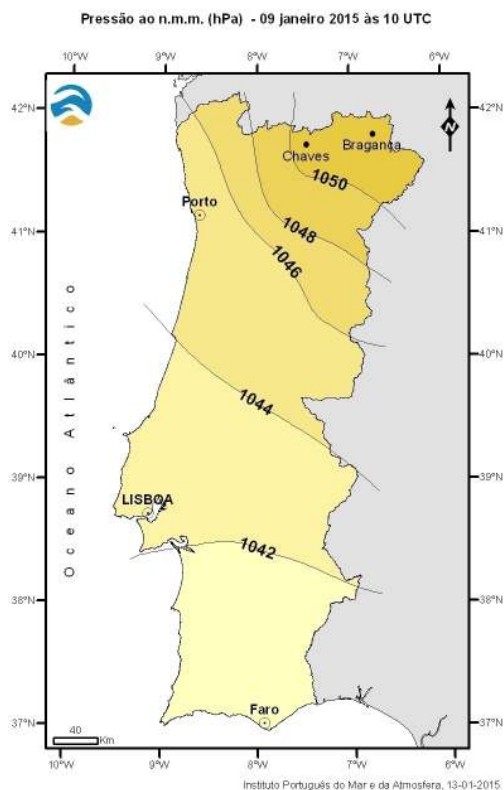 Pressão ao n.m.m. (hPa) - 09 janeiro 2015 às 10 UTC
10°W 9°W 8°W 7°W 6°W
42°N 42°N
N
Bragança
Chaves
1050
Porto
41°N 41°N
1048
1046
Oceano Atlântico
40°N 40°N
1044
39°N 39°N
LISBOA
1042
38°N 38°N
Faro
37°N 37°N
40
Km
10°W 9°W 8°W 7°W 6°W
Instituto Português do Mar e da Atmosfera, 13-01-2015